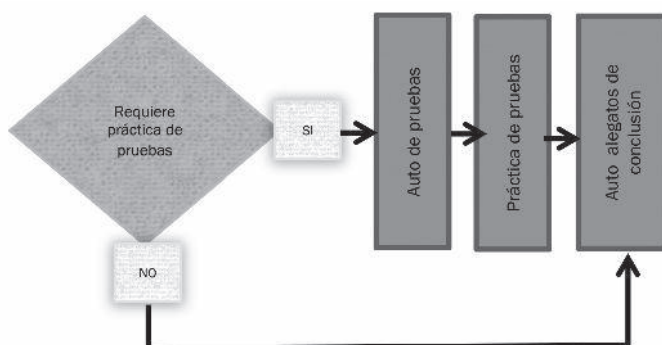 Requiere
práctica de
pruebas
SI
NO
Auto de pruebas
Práctica de pruebas
Auto alegatos de
conclusión